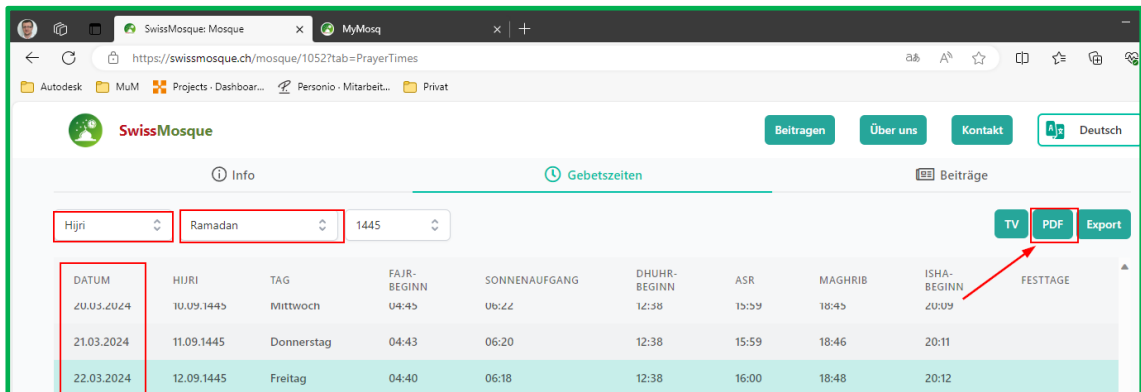 SwissMosque: Mosque
MyMosq
https://swissmosque.ch/mosque/1052?tab=PrayerTimes
Autodesk MuM Projects - Dashboar... Personio - Mitarbeit... Privat
SwissMosque Beitragen Über uns Kontakt Deutsch
Info Gebetszeiten Beiträge
Hijri Ramadan 1445 TV PDF Export
DATUM HIJRI TAG FAJR-BEGINN SONNENAUFGANG DHUHR-BEGINN ASR MAGHRIB ISHA-BEGINN FESTTAGE
20.03.2024 10.09.1445 Mittwoch 04:45 06:22 12:38 15:59 18:45 20:09
21.03.2024 11.09.1445 Donnerstag 04:43 06:20 12:38 15:59 18:46 20:11
22.03.2024 12.09.1445 Freitag 04:40 06:18 12:38 16:00 18:48 20:12